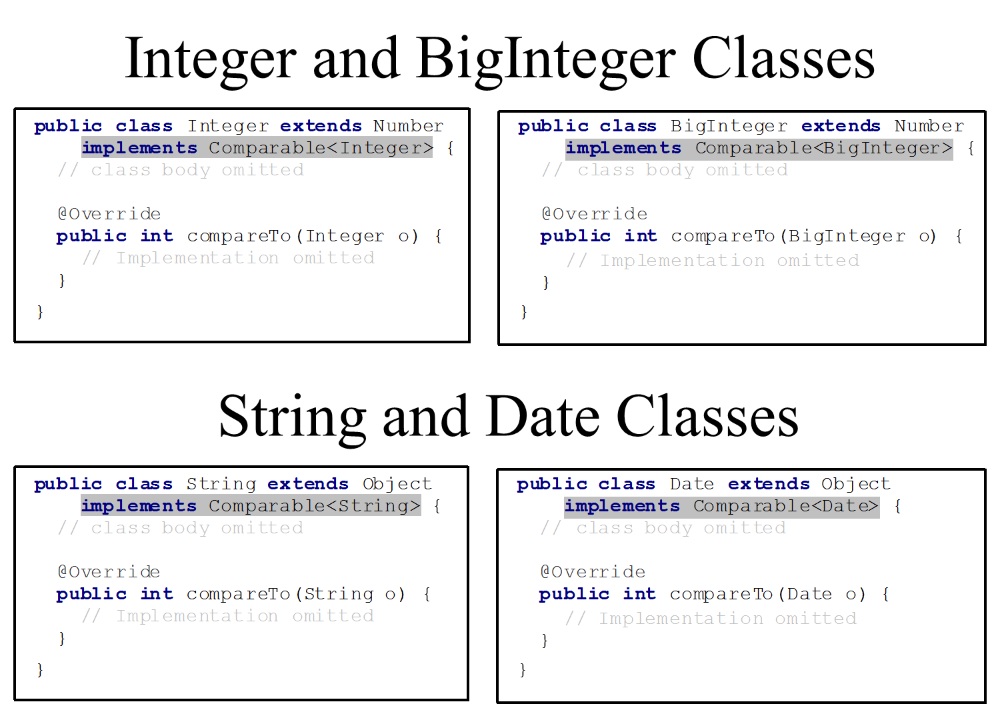 Integer and BigInteger Classes
public class Integer extends Number
implements Comparable<Integer> {
// class body omitted
@Override
public int compareTo(Integer o) {
// Implementation omitted
}
}
public class BigInteger extends Number
implements Comparable<BigInteger> {
// class body omitted
@Override
public int compareTo(BigInteger o) {
// Implementation omitted
}
}
String and Date Classes
public class String extends Object
implements Comparable<String> {
// class body omitted
@Override
public int compareTo(String o) {
// Implementation omitted
}
}
public class Date extends Object
implements Comparable<Date> {
// class body omitted
@Override
public int compareTo(Date o) {
// Implementation omitted
}
}